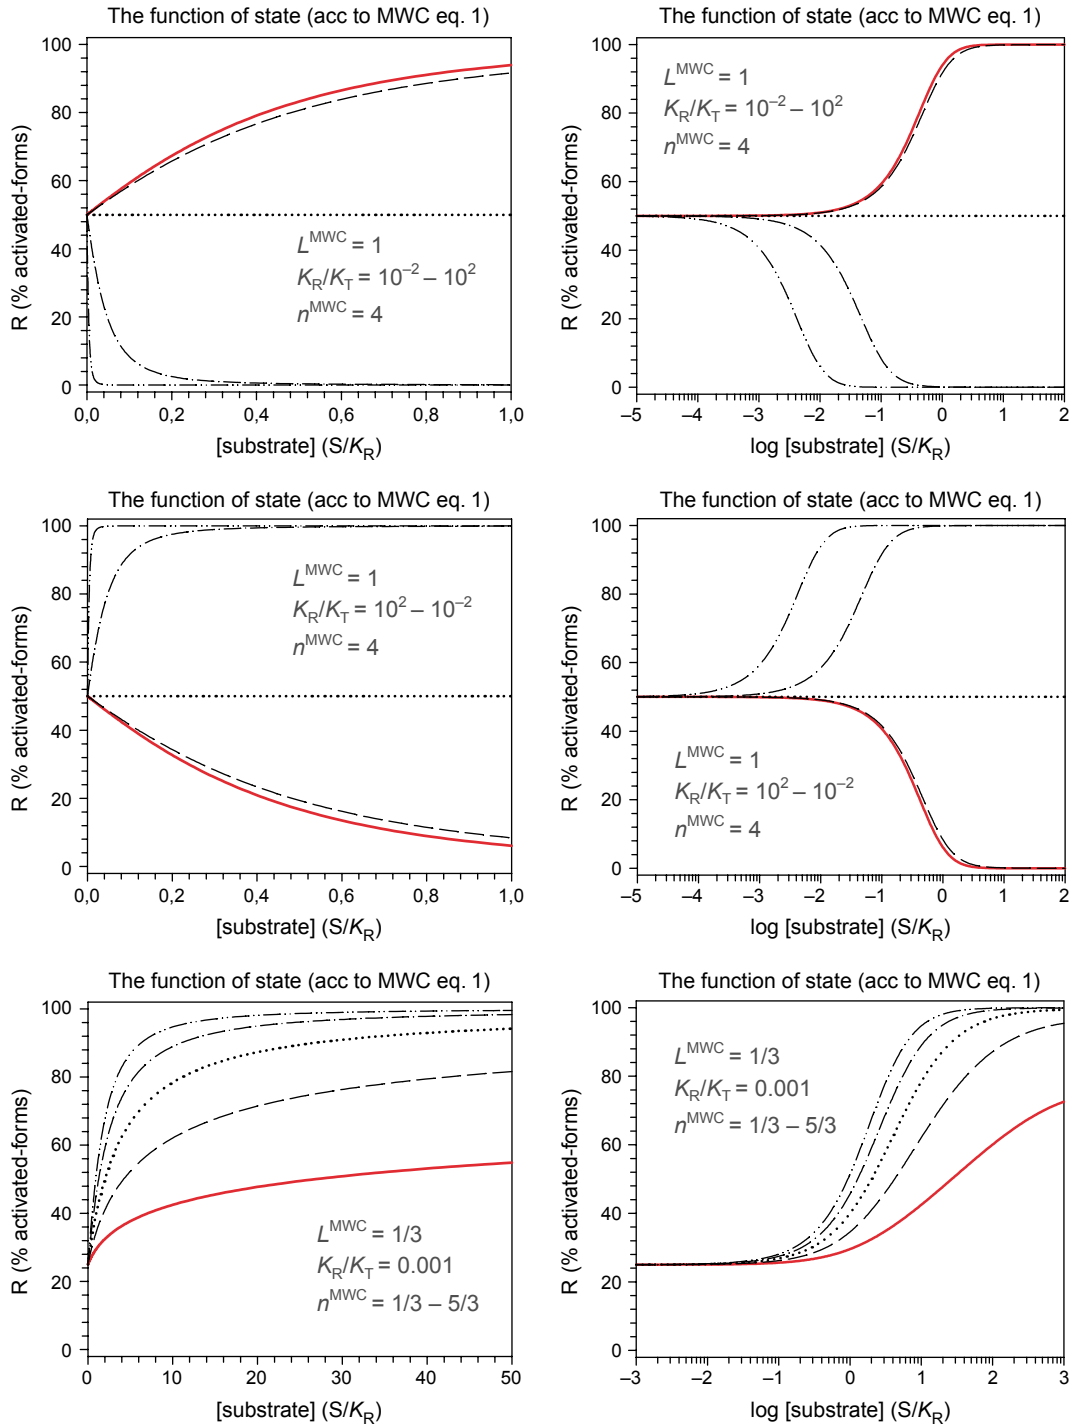 The function of state (acc to MWC eq. 1)
R (% activated-forms)
100
80
60
40
20
0
L^MWC = 1
K_R/K_T = 10^−2 – 10^2
n^MWC = 4
0,0 0,2 0,4 0,6 0,8 1,0
[substrate] (S/K_R)
The function of state (acc to MWC eq. 1)
R (% activated-forms)
100
80
60
40
20
0
L^MWC = 1
K_R/K_T = 10^−2 – 10^2
n^MWC = 4
−5 −4 −3 −2 −1 0 1 2
log [substrate] (S/K_R)
The function of state (acc to MWC eq. 1)
R (% activated-forms)
100
80
60
40
20
0
L^MWC = 1
K_R/K_T = 10^2 – 10^−2
n^MWC = 4
0,0 0,2 0,4 0,6 0,8 1,0
[substrate] (S/K_R)
The function of state (acc to MWC eq. 1)
R (% activated-forms)
100
80
60
40
20
0
L^MWC = 1
K_R/K_T = 10^2 – 10^−2
n^MWC = 4
−5 −4 −3 −2 −1 0 1 2
log [substrate] (S/K_R)
The function of state (acc to MWC eq. 1)
R (% activated-forms)
100
80
60
40
20
0
L^MWC = 1/3
K_R/K_T = 0.001
n^MWC = 1/3 – 5/3
0 10 20 30 40 50
[substrate] (S/K_R)
The function of state (acc to MWC eq. 1)
R (% activated-forms)
100
80
60
40
20
0
L^MWC = 1/3
K_R/K_T = 0.001
n^MWC = 1/3 – 5/3
−3 −2 −1 0 1 2 3
log [substrate] (S/K_R)